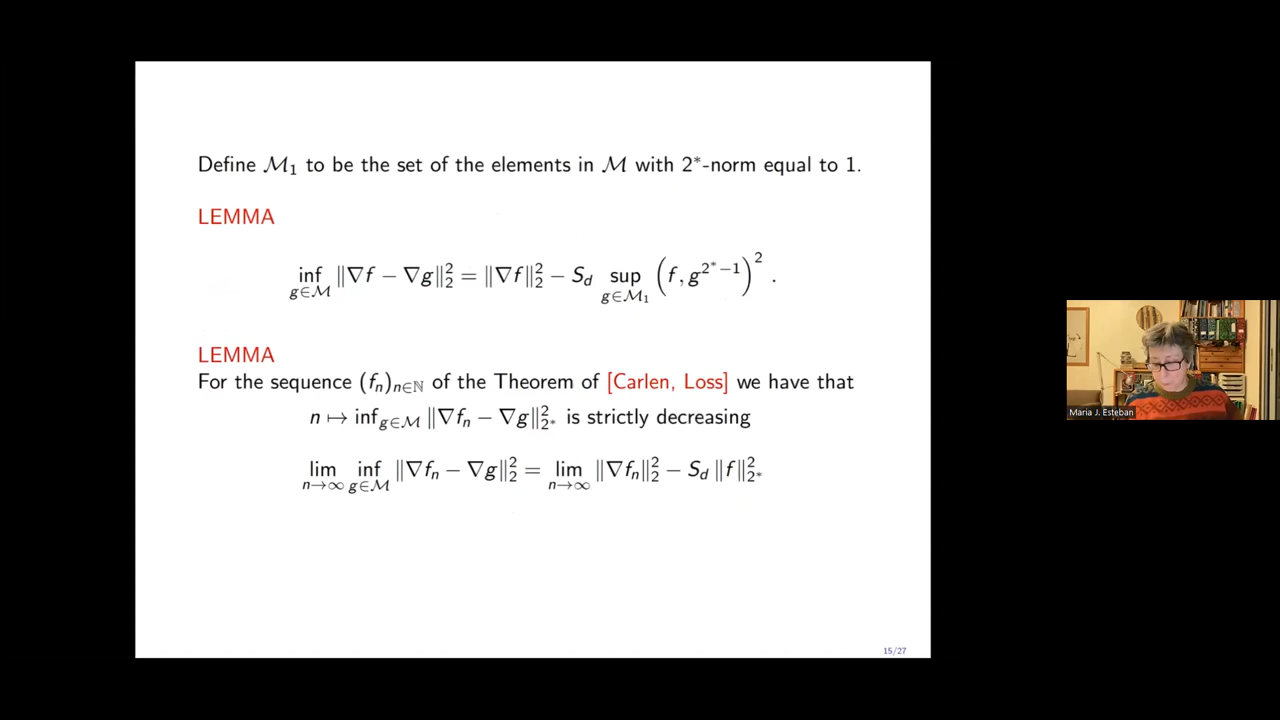 Define ℳ₁ to be the set of the elements in ℳ with 2*-norm equal to 1.
LEMMA
inf_{g∈ℳ} ‖∇f − ∇g‖₂² = ‖∇f‖₂² − S_d sup_{g∈ℳ₁} (f, g^{2*−1})² .
LEMMA
For the sequence (f_n)_{n∈ℕ} of the Theorem of [Carlen, Loss] we have that
n ↦ inf_{g∈ℳ} ‖∇f_n − ∇g‖²_{2*} is strictly decreasing
lim_{n→∞} inf_{g∈ℳ} ‖∇f_n − ∇g‖₂² = lim_{n→∞} ‖∇f_n‖₂² − S_d ‖f‖²_{2*}
15/27
Maria J. Esteban